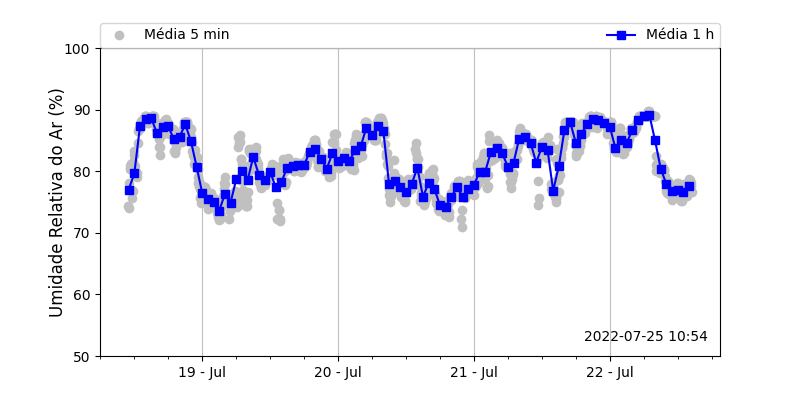 Média 5 min
Média 1 h
Umidade Relativa do Ar (%)
100
90
80
70
60
50
2022-07-25 10:54
19 - Jul
20 - Jul
21 - Jul
22 - Jul